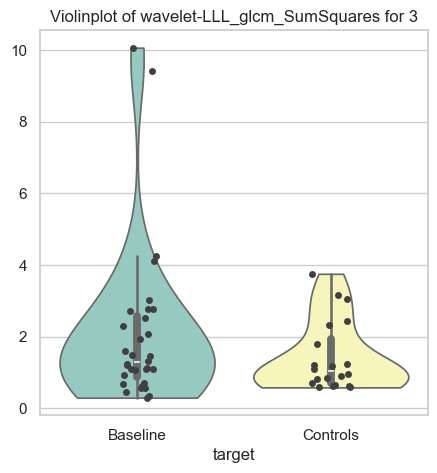 Violinplot of wavelet-LLL_glcm_SumSquares for 3
10
8
6
4
2
0
Baseline Controls
target